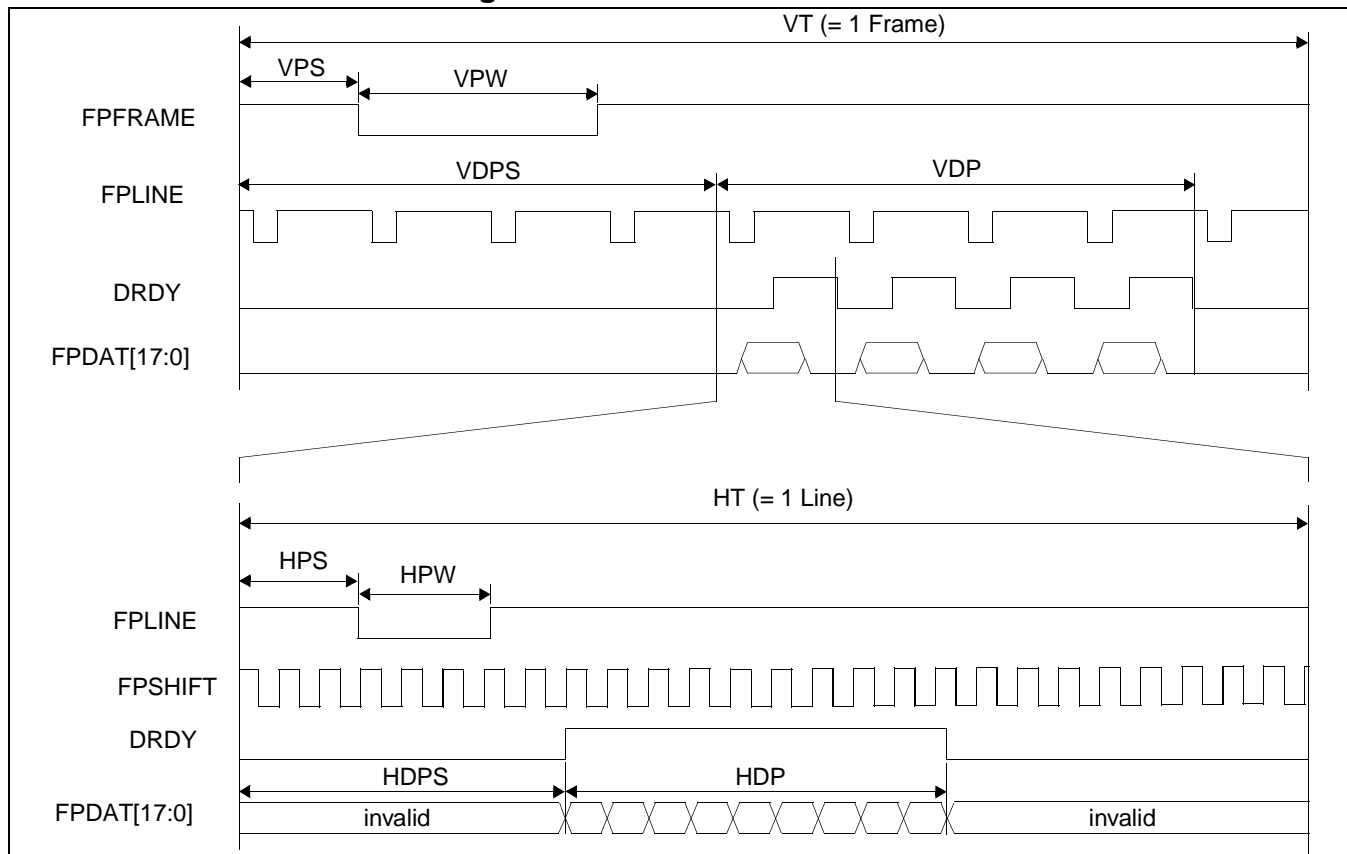 VT (= 1 Frame)
VPS
VPW
FPFRAME
VDPS
VDP
FPLINE
DRDY
FPDAT[17:0]
HT (= 1 Line)
HPS
HPW
FPLINE
FPSHIFT
DRDY
HDPS
HDP
FPDAT[17:0]
invalid
invalid